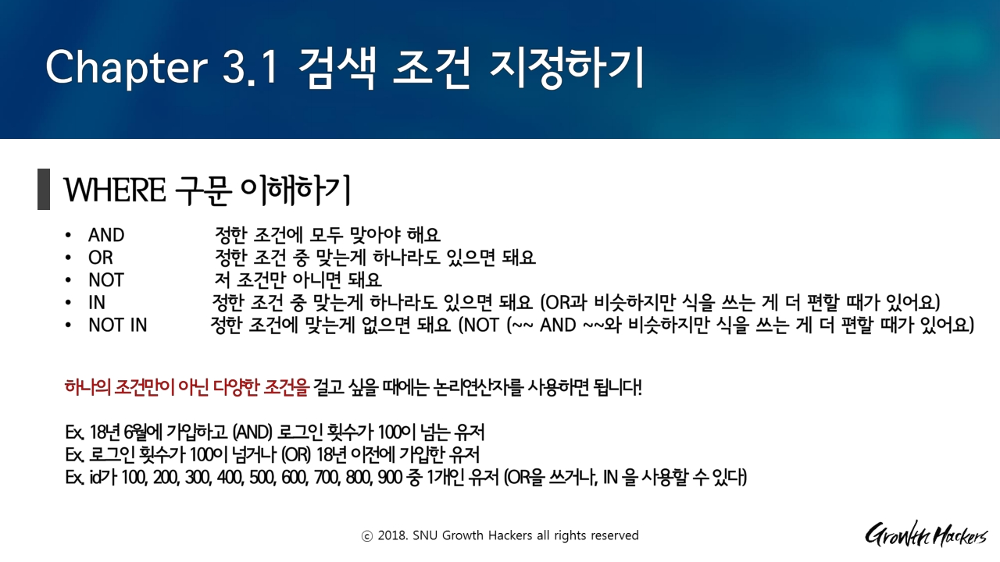 Chapter 3.1 검색 조건 지정하기
WHERE 구문 이해하기
• AND 정한 조건에 모두 맞아야 해요
• OR 정한 조건 중 맞는게 하나라도 있으면 돼요
• NOT 저 조건만 아니면 돼요
• IN 정한 조건 중 맞는게 하나라도 있으면 돼요 (OR과 비슷하지만 식을 쓰는 게 더 편할 때가 있어요)
• NOT IN 정한 조건에 맞는게 없으면 돼요 (NOT (~~ AND ~~와 비슷하지만 식을 쓰는 게 더 편할 때가 있어요)
하나의 조건만이 아닌 다양한 조건을 걸고 싶을 때에는 논리연산자를 사용하면 됩니다!
Ex. 18년 6월에 가입하고 (AND) 로그인 횟수가 100이 넘는 유저
Ex. 로그인 횟수가 100이 넘거나 (OR) 18년 이전에 가입한 유저
Ex. id가 100, 200, 300, 400, 500, 600, 700, 800, 900 중 1개인 유저 (OR을 쓰거나, IN 을 사용할 수 있다)
ⓒ 2018. SNU Growth Hackers all rights reserved
Growth Hackers